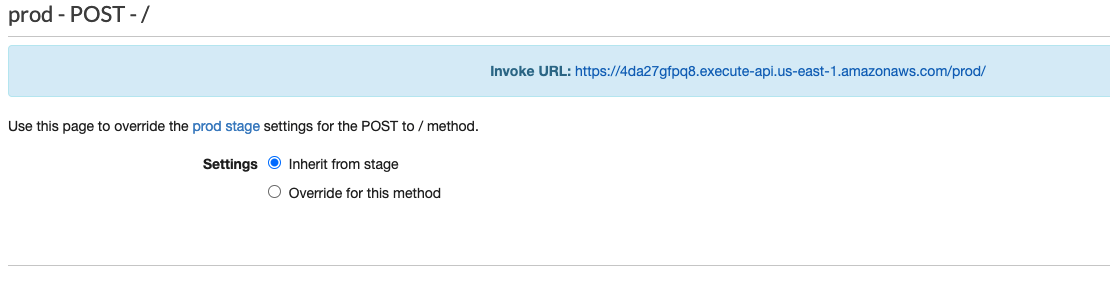 prod - POST - /
Invoke URL: https://4da27gfpq8.execute-api.us-east-1.amazonaws.com/prod/
Use this page to override the prod stage settings for the POST to / method.
Settings Inherit from stage
Override for this method